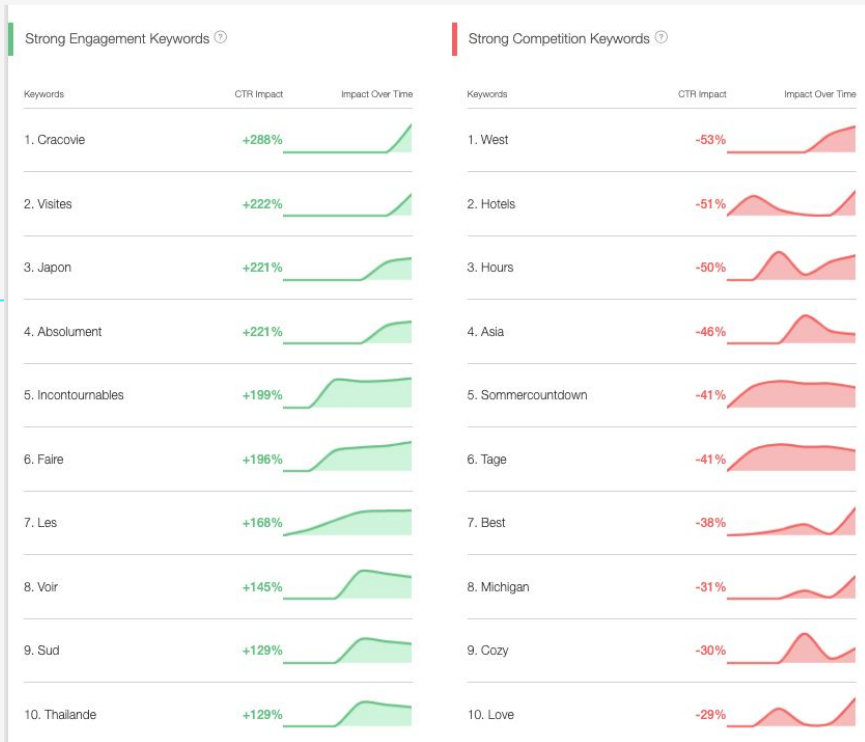 Strong Engagement Keywords ?
Keywords CTR Impact Impact Over Time
1. Cracovie +288%
2. Visites +222%
3. Japon +221%
4. Absolument +221%
5. Incontournables +199%
6. Faire +196%
7. Les +168%
8. Voir +145%
9. Sud +129%
10. Thailande +129%
Strong Competition Keywords ?
Keywords CTR Impact Impact Over Time
1. West -53%
2. Hotels -51%
3. Hours -50%
4. Asia -46%
5. Sommercountdown -41%
6. Tage -41%
7. Best -38%
8. Michigan -31%
9. Cozy -30%
10. Love -29%